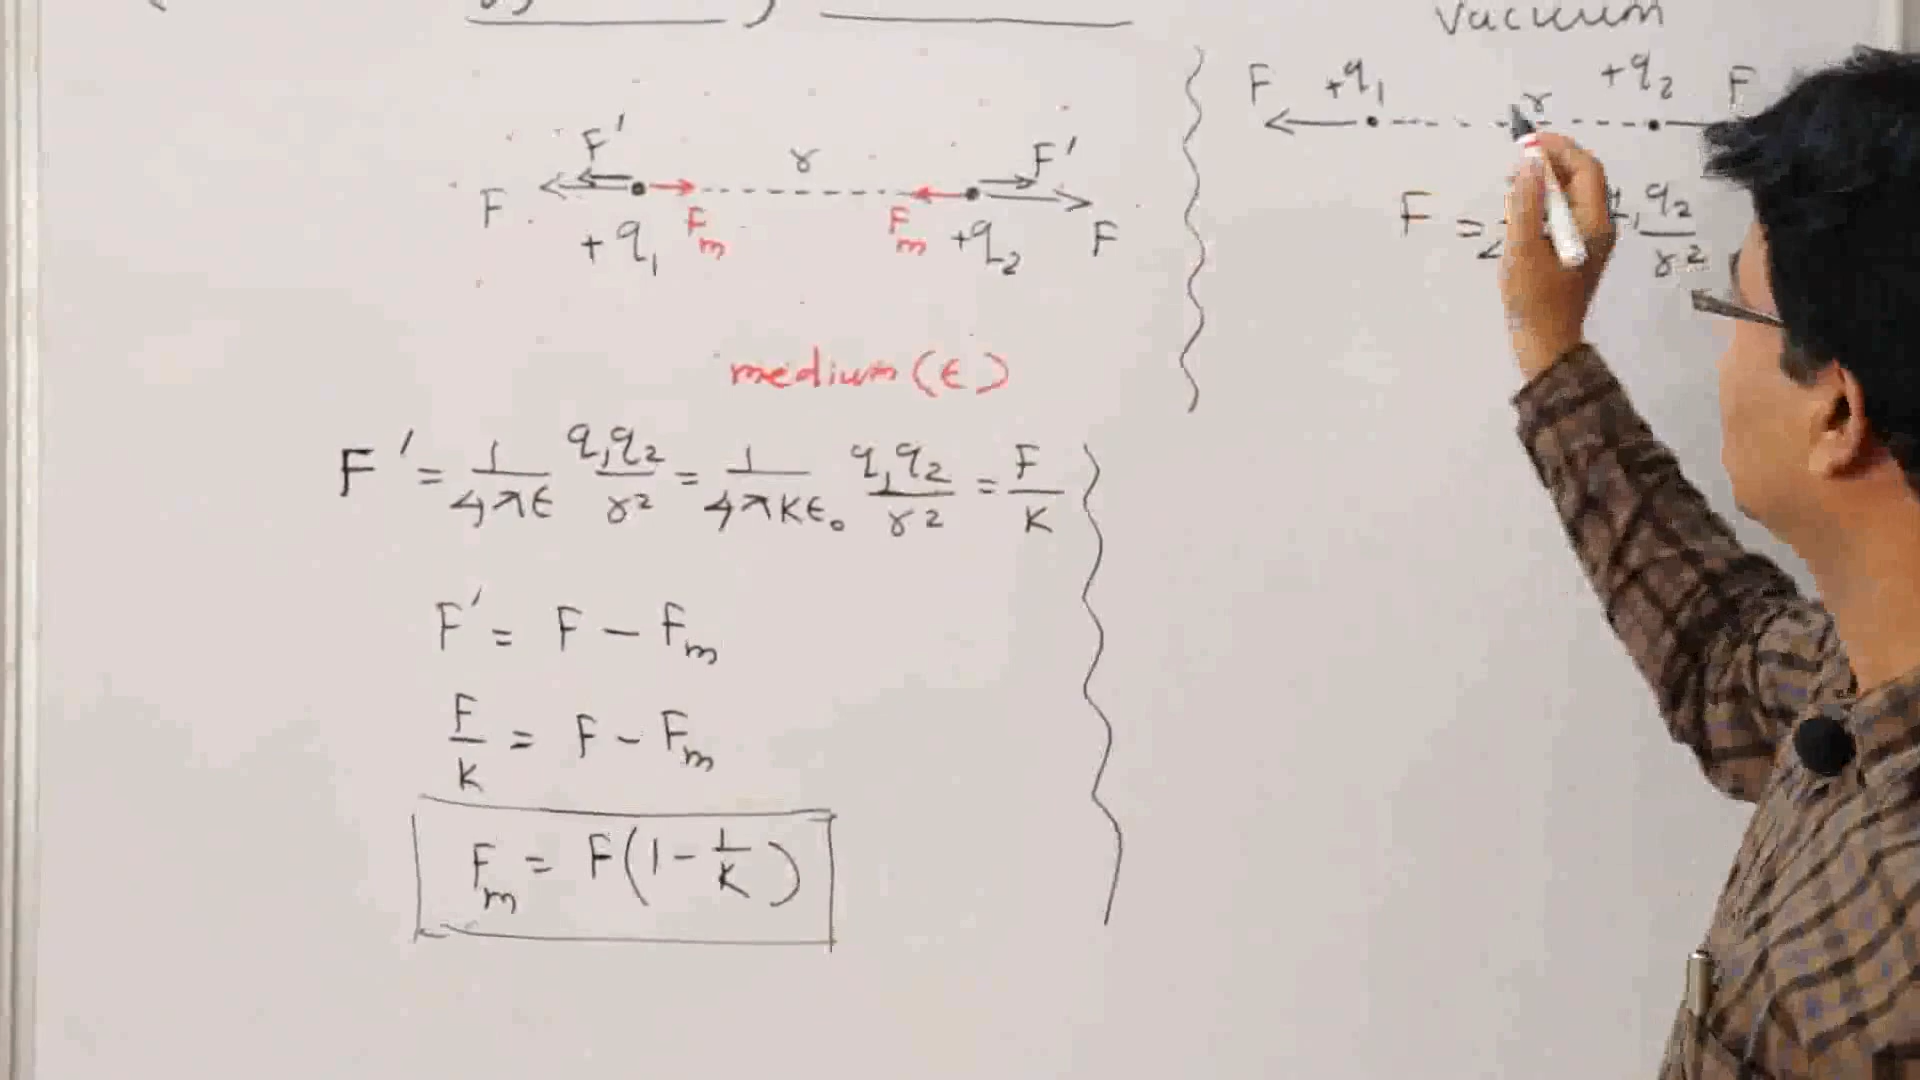 Vacuum
F +q₁ r +q₂ F
F =
q₂
r²
F' r F'
F +q₁ Fm Fm +q₂ F
medium (ϵ)
F' = 1/4πϵ q₁q₂/r² = 1/4πKϵ₀ q₁q₂/r² = F/K
F' = F − Fm
F/K = F − Fm
Fm = F(1 − 1/K)